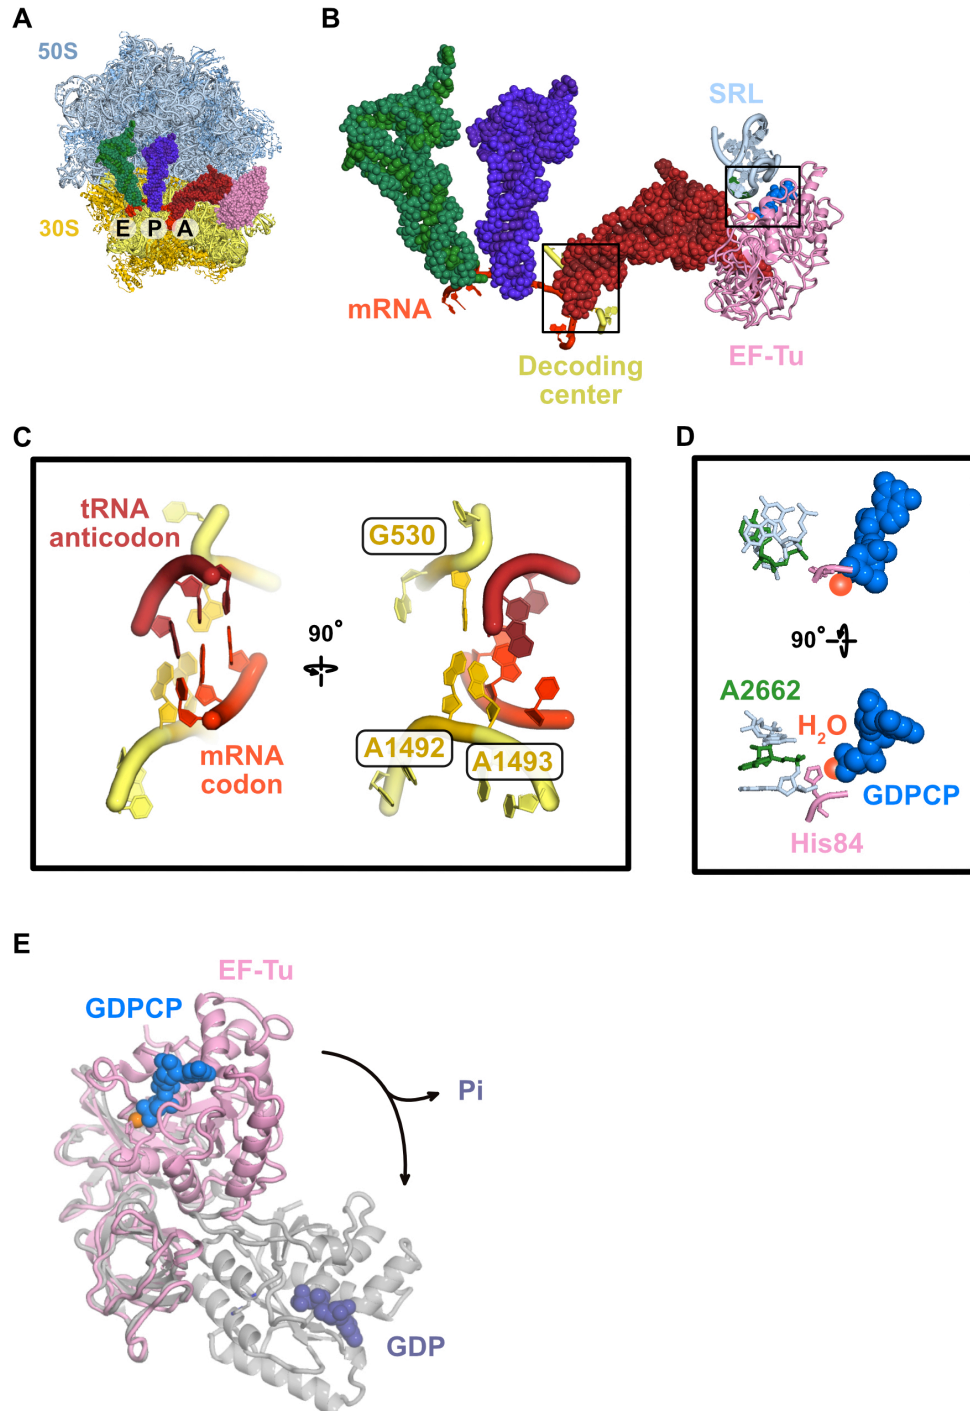 A
50S
30S
E P A
B
SRL
mRNA
Decoding
center
EF-Tu
C
tRNA
anticodon
G530
90°
mRNA
codon
A1492
A1493
D
90°
A2662
H₂O
GDPCP
His84
E
EF-Tu
GDPCP
Pi
GDP